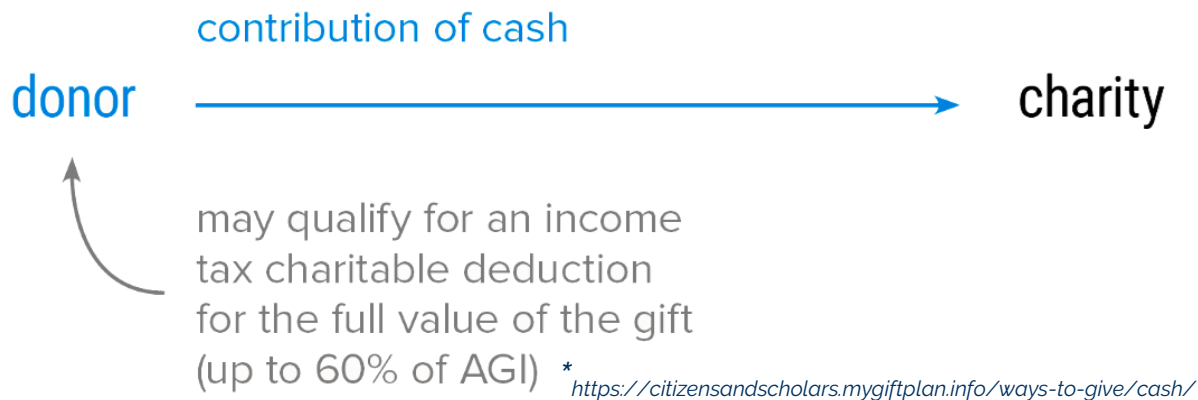 contribution of cash
donor
charity
may qualify for an income
tax charitable deduction
for the full value of the gift
(up to 60% of AGI) *
https://citizensandscholars.mygiftplan.info/ways-to-give/cash/